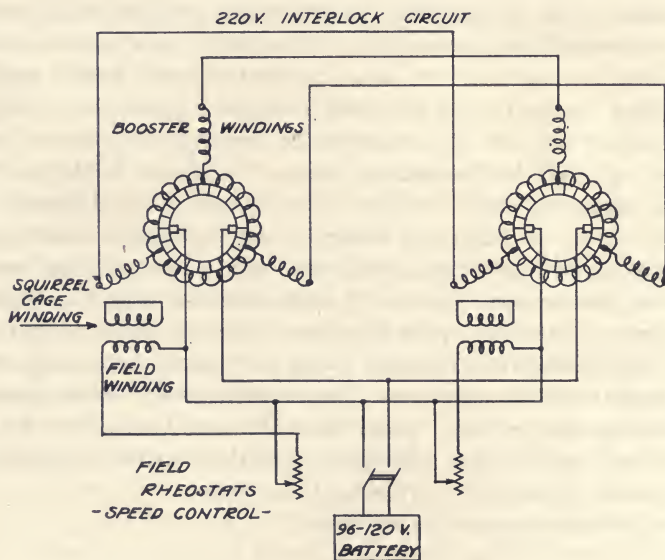 220 V. INTERLOCK CIRCUIT
BOOSTER WINDINGS
SQUIRREL
CAGE
WINDING
FIELD
WINDING
FIELD
RHEOSTATS
-SPEED CONTROL-
96-120 V.
BATTERY